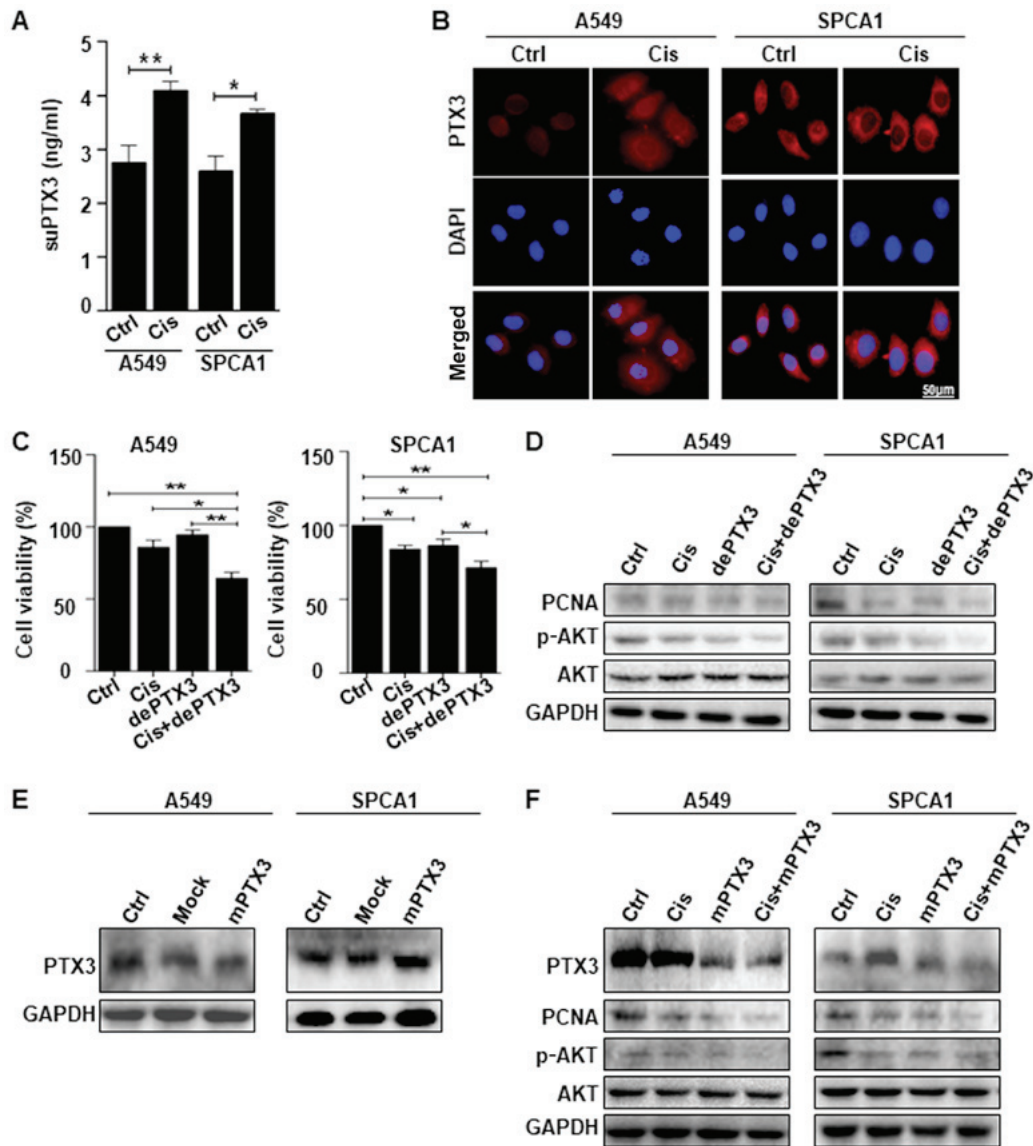 A
suPTX3 (ng/ml)
5
4
3
2
1
0
**
*
Ctrl Cis Ctrl Cis
A549 SPCA1
B
A549 SPCA1
Ctrl Cis Ctrl Cis
PTX3
DAPI
Merged
50μm
C
A549
Cell viability (%)
150
100
50
0
**
*
**
Ctrl Cis dePTX3 Cis+dePTX3
SPCA1
Cell viability (%)
150
100
50
0
**
*
* *
Ctrl Cis dePTX3 Cis+dePTX3
D
A549 SPCA1
Ctrl Cis dePTX3 Cis+dePTX3 Ctrl Cis dePTX3 Cis+dePTX3
PCNA
p-AKT
AKT
GAPDH
E
A549 SPCA1
Ctrl Mock mPTX3 Ctrl Mock mPTX3
PTX3
GAPDH
F
A549 SPCA1
Ctrl Cis mPTX3 Cis+mPTX3 Ctrl Cis mPTX3 Cis+mPTX3
PTX3
PCNA
p-AKT
AKT
GAPDH